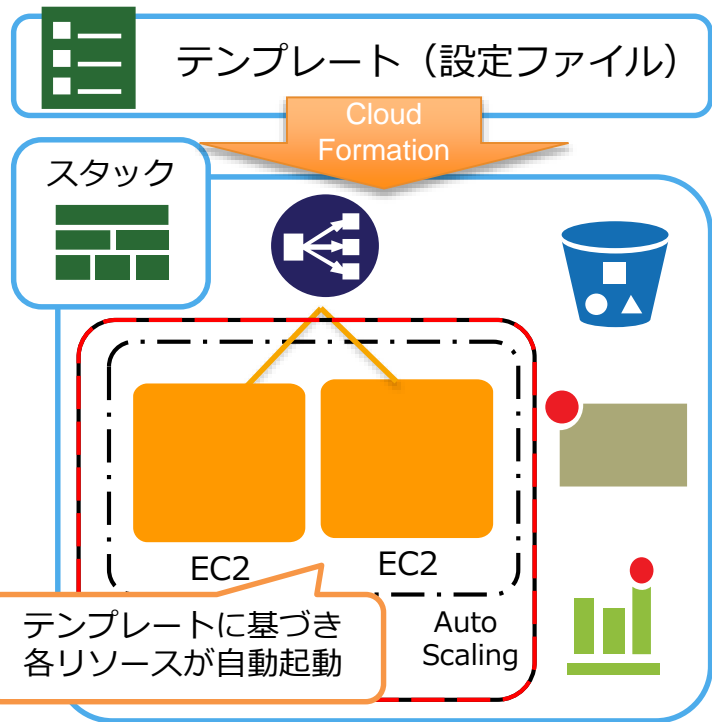 テンプレート（設定ファイル）
Cloud
Formation
スタック
EC2
EC2
テンプレートに基づき
各リソースが自動起動
Auto
Scaling